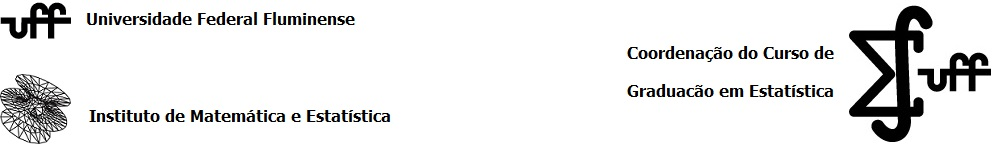 uff Universidade Federal Fluminense
Instituto de Matemática e Estatística
Coordenação do Curso de
Graduacão em Estatística
uff